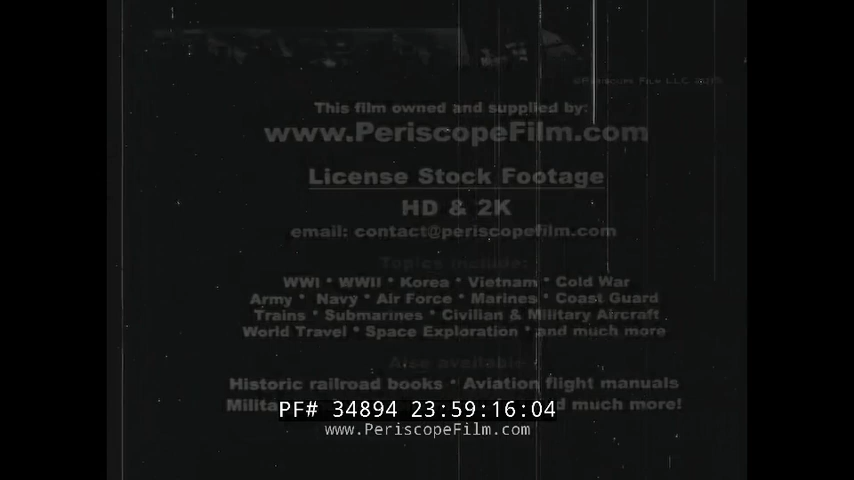 This film owned and supplied by:
www.PeriscopeFilm.com
License Stock Footage
HD & 2K
email: contact@periscopefilm.com
Topics include:
WWI * WWII * Korea * Vietnam * Cold War
Army * Navy * Air Force * Marines * Coast Guard
Trains * Submarines * Civilian & Military Aircraft
World Travel * Space Exploration * and much more
Also available
Historic railroad books * Aviation flight manuals
d much more!
PF# 34894 23:59:16:04
www.PeriscopeFilm.com